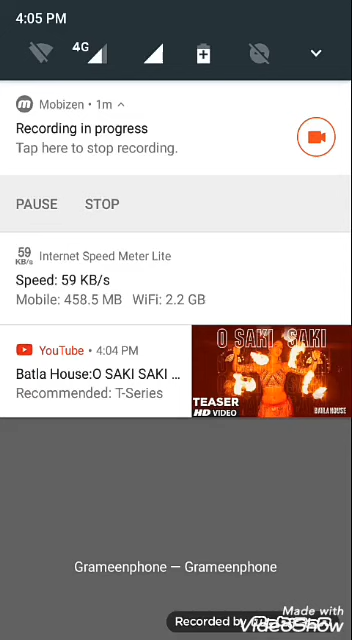 4:05 PM
4G
Mobizen • 1m
Recording in progress
Tap here to stop recording.
PAUSE STOP
59
KB/s
Internet Speed Meter Lite
Speed: 59 KB/s
Mobile: 458.5 MB WiFi: 2.2 GB
YouTube • 4:04 PM
Batla House:O SAKI SAKI ...
Recommended: T-Series
O SAKI SAKI
TEASER
HD VIDEO
BATLA HOUSE
Grameenphone — Grameenphone
Made with
VideoShow
Recorded by